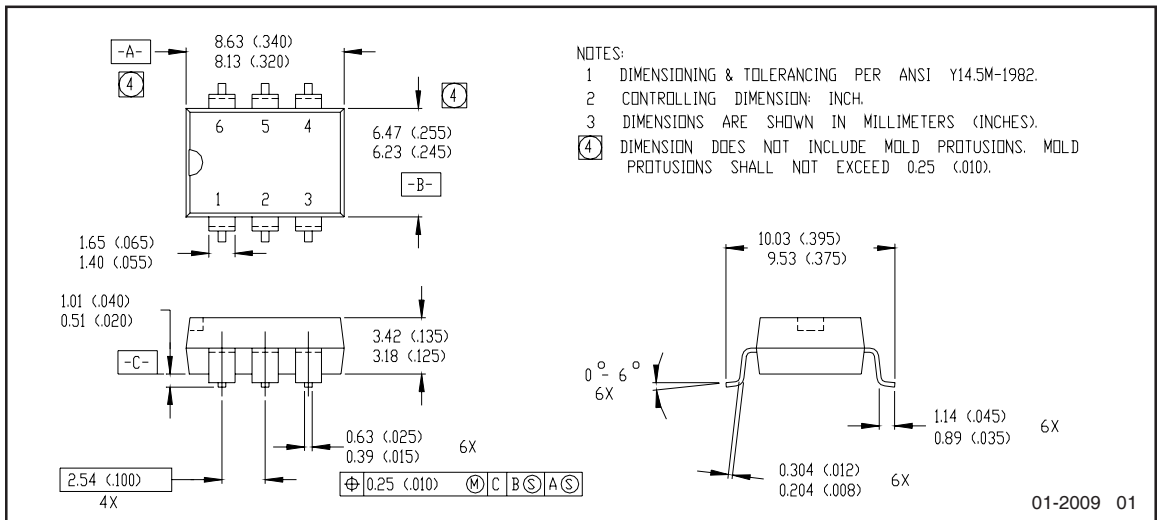 -A-
8.63 (.340)
8.13 (.320)
4
4
6 5 4
1 2 3
6.47 (.255)
6.23 (.245)
-B-
1.65 (.065)
1.40 (.055)
NOTES:
1 DIMENSIONING & TOLERANCING PER ANSI Y14.5M-1982.
2 CONTROLLING DIMENSION: INCH.
3 DIMENSIONS ARE SHOWN IN MILLIMETERS (INCHES).
4 DIMENSION DOES NOT INCLUDE MOLD PROTUSIONS. MOLD
PROTUSIONS SHALL NOT EXCEED 0.25 (.010).
1.01 (.040)
0.51 (.020)
-C-
3.42 (.135)
3.18 (.125)
0.63 (.025)
0.39 (.015)
6X
2.54 (.100)
4X
⌖ 0.25 (.010) Ⓜ C B Ⓢ A Ⓢ
10.03 (.395)
9.53 (.375)
0° - 6°
6X
1.14 (.045)
0.89 (.035)
6X
0.304 (.012)
0.204 (.008)
6X
01-2009 01